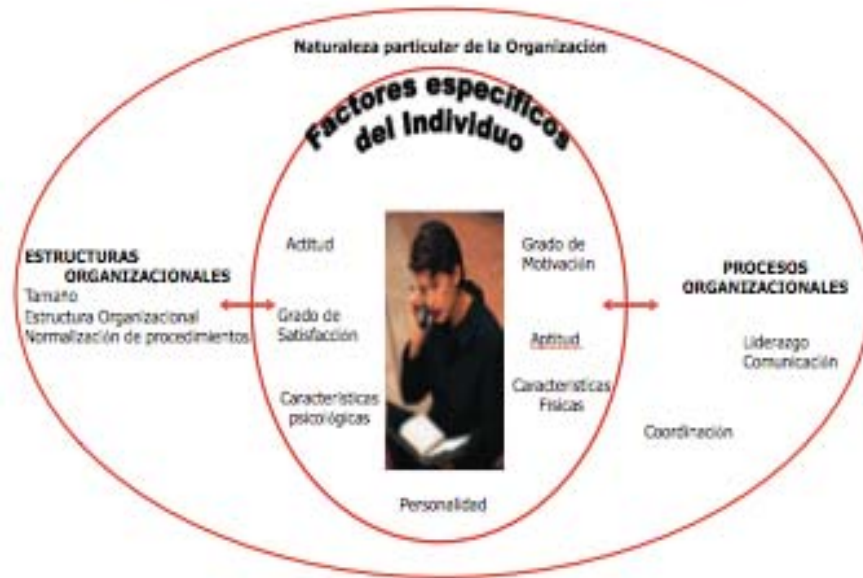 Naturaleza particular de la Organización
Factores específicos
del Individuo
Actitud
Grado de
Motivación
ESTRUCTURAS
ORGANIZACIONALES
Tamaño
Estructura Organizacional
Normalización de procedimientos
PROCESOS
ORGANIZACIONALES
Grado de
Satisfacción
Aptitud
Liderazgo
Comunicación
Características
psicológicas
Características
Físicas
Coordinación
Personalidad